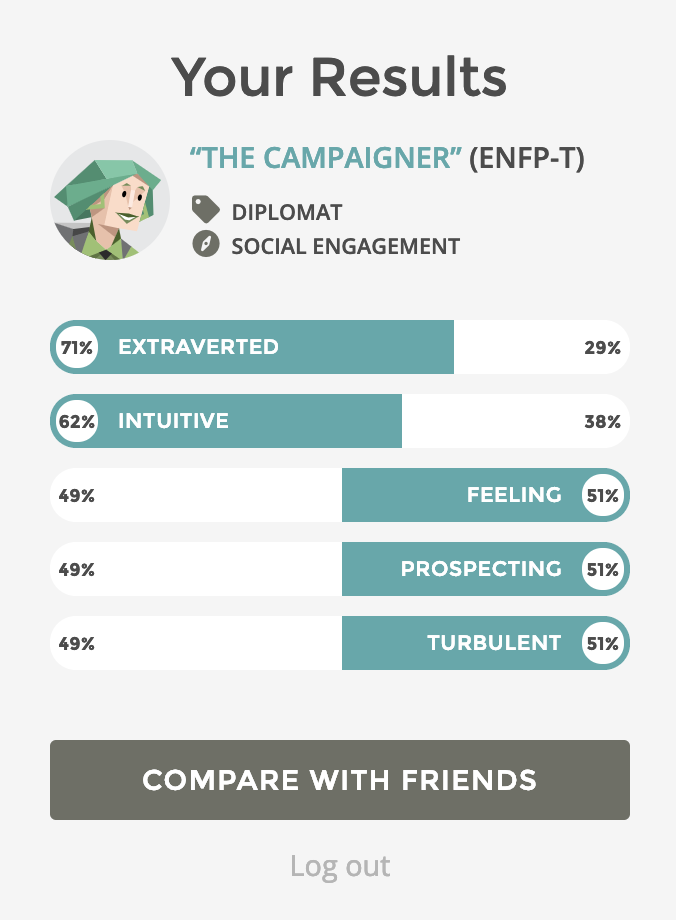 Your Results
“THE CAMPAIGNER” (ENFP-T)
DIPLOMAT
SOCIAL ENGAGEMENT
71% EXTRAVERTED 29%
62% INTUITIVE 38%
49% FEELING 51%
49% PROSPECTING 51%
49% TURBULENT 51%
COMPARE WITH FRIENDS
Log out